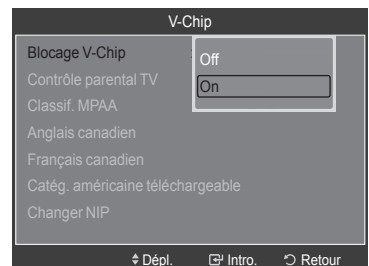 V-Chip
Blocage V-Chip :
Off
Contrôle parental TV
On
Classif. MPAA
Anglais canadien
Français canadien
Catég. américaine téléchargeable
Changer NIP
Dépl. Intro. Retour